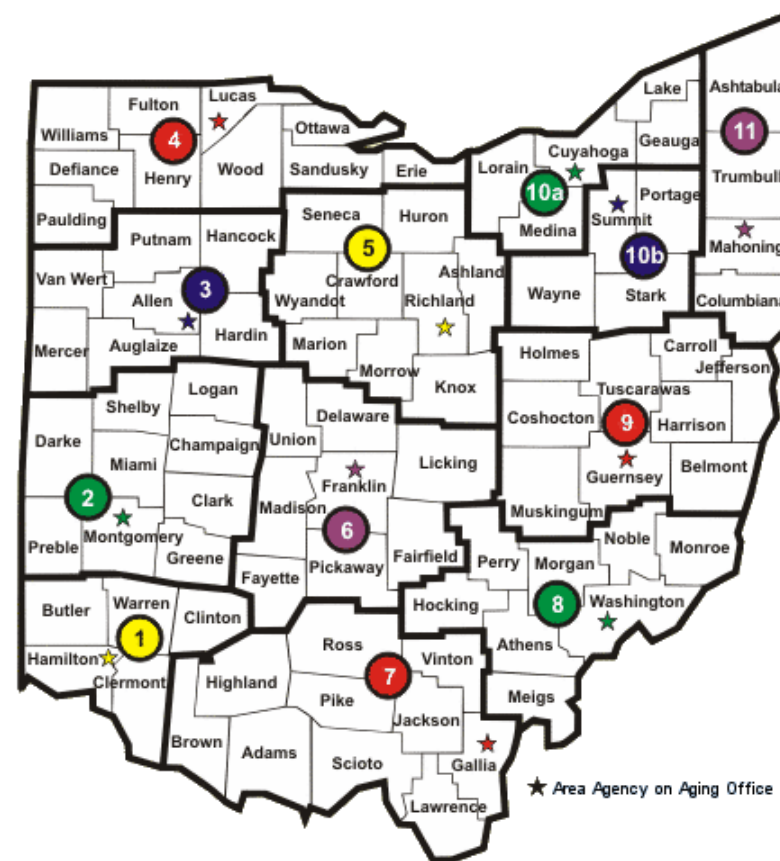 Ashtabula
Lake
Fulton
Lucas
Williams
4
Ottawa
Geauga
11
Cuyahoga
Defiance
Henry
Wood
Sandusky
Erie
Lorain
10a
Trumbull
Portage
Paulding
Seneca
Huron
Summit
Medina
Putnam
Hancock
5
Mahoning
10b
Van Wert
Allen
3
Crawford
Ashland
Wyandot
Richland
Wayne
Stark
Columbiana
Mercer
Auglaize
Hardin
Marion
Morrow
Knox
Holmes
Carroll
Jefferson
Logan
Shelby
Tuscarawas
Delaware
Coshocton
9
Harrison
Darke
Union
Champaign
Miami
Licking
Belmont
Franklin
Guernsey
2
Clark
Madison
Muskingum
Montgomery
6
Noble
Preble
Greene
Pickaway
Fairfield
Perry
Morgan
Monroe
Fayette
Butler
Warren
Clinton
Hocking
8
Washington
1
Hamilton
Ross
Athens
Vinton
Clermont
Highland
7
Pike
Meigs
Jackson
Brown
Adams
Scioto
Gallia
Area Agency on Aging Office
Lawrence